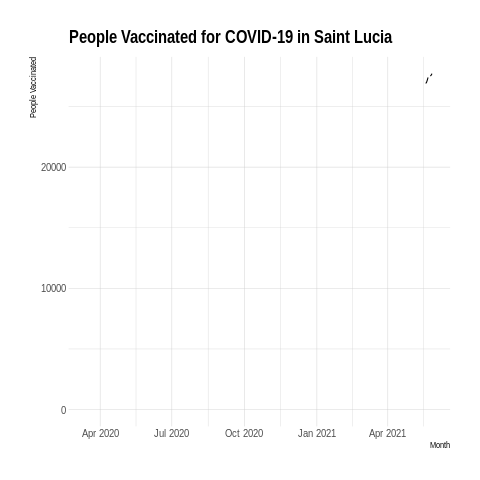 People Vaccinated for COVID-19 in Saint Lucia
People Vaccinated
20000
10000
0
Apr 2020 Jul 2020 Oct 2020 Jan 2021 Apr 2021
Month